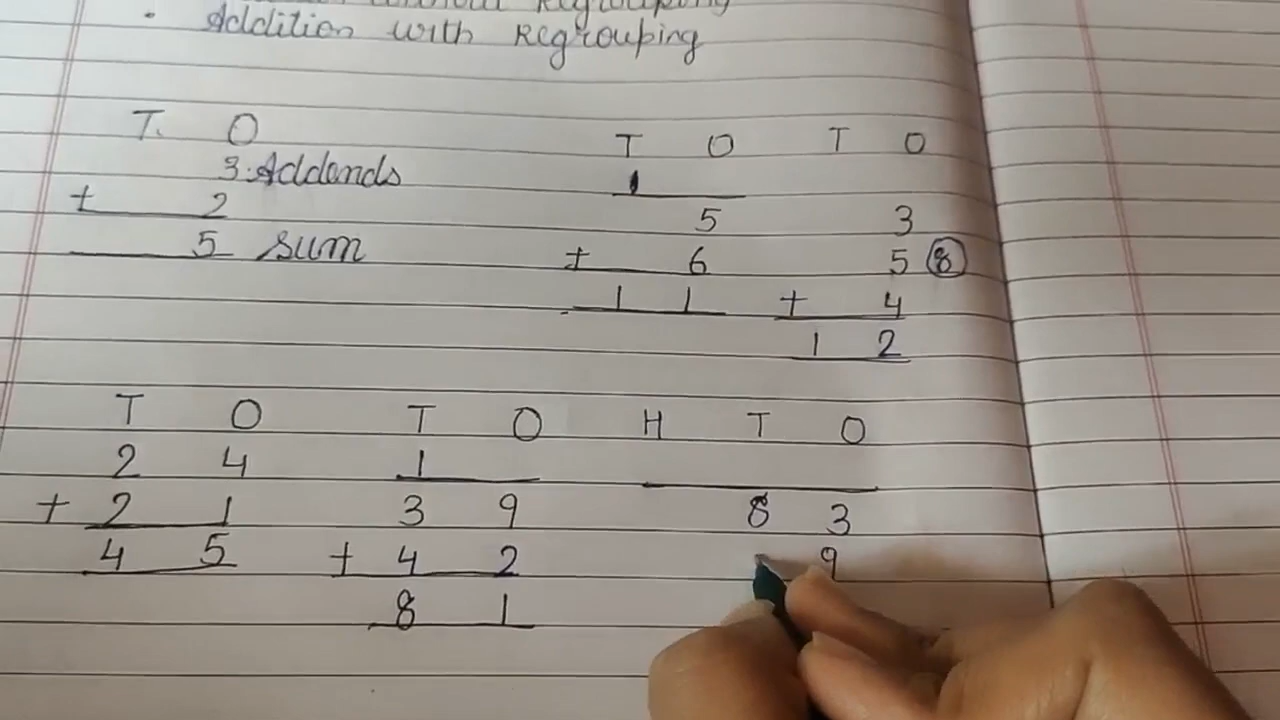 Regrouping
• Addition with Regrouping
T. O
3 Addends
+ 2
5 Sum
T O
1
5
+ 6
1 1
T O
3
5 8
+ 4
1 2
T O
2 4
+ 2 1
4 5
T O
1
3 9
+ 4 2
8 1
H T O
8 3
9